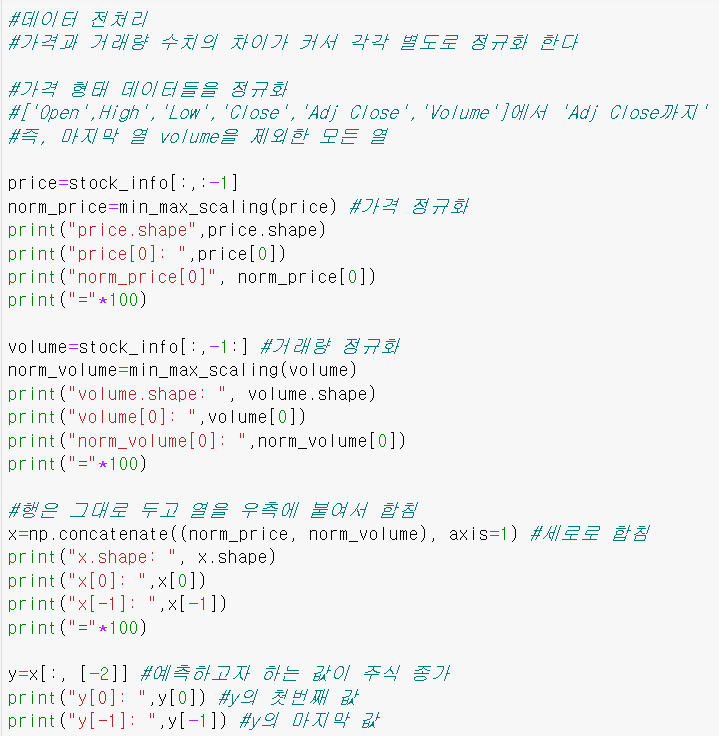 #데이터 전처리
#가격과 거래량 수치의 차이가 커서 각각 별도로 정규화 한다
#가격 형태 데이터들을 정규화
#['Open',High','Low','Close','Adj Close','Volume']에서 'Adj Close까지'
#즉, 마지막 열 volume을 제외한 모든 열
price=stock_info[:,:-1]
norm_price=min_max_scaling(price) #가격 정규화
print("price.shape",price.shape)
print("price[0]: ",price[0])
print("norm_price[0]", norm_price[0])
print("="*100)
volume=stock_info[:,-1:] #거래량 정규화
norm_volume=min_max_scaling(volume)
print("volume.shape: ", volume.shape)
print("volume[0]: ",volume[0])
print("norm_volume[0]: ",norm_volume[0])
print("="*100)
#행은 그대로 두고 열을 우측에 붙여서 합침
x=np.concatenate((norm_price, norm_volume), axis=1) #세로로 합침
print("x.shape: ", x.shape)
print("x[0]: ",x[0])
print("x[-1]: ",x[-1])
print("="*100)
y=x[:, [-2]] #예측하고자 하는 값이 주식 종가
print("y[0]: ",y[0]) #y의 첫번째 값
print("y[-1]: ",y[-1]) #y의 마지막 값